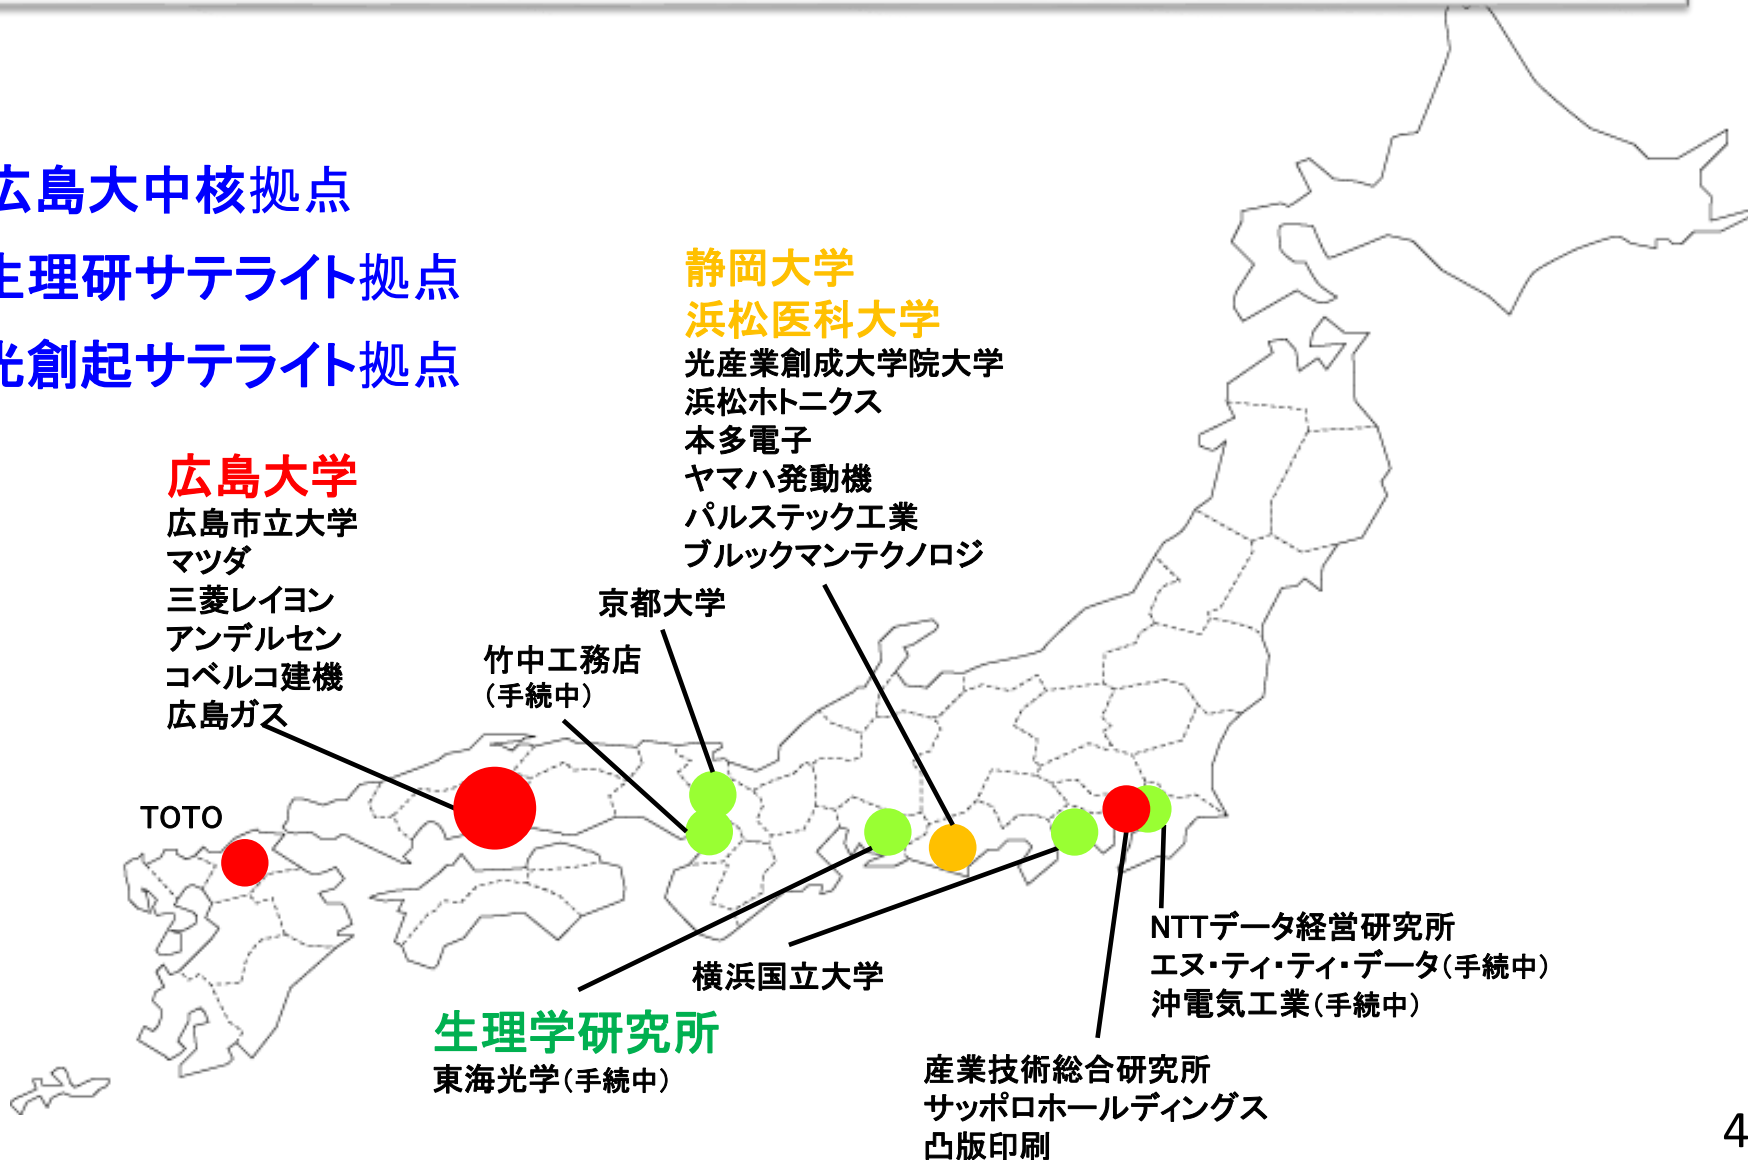 広島大中核拠点
生理研サテライト拠点
光創起サテライト拠点
静岡大学
浜松医科大学
光産業創成大学院大学
浜松ホトニクス
本多電子
ヤマハ発動機
パルステック工業
ブルックマンテクノロジ
広島大学
広島市立大学
マツダ
三菱レイヨン
アンデルセン
コベルコ建機
広島ガス
京都大学
竹中工務店
（手続中）
TOTO
NTTデータ経営研究所
エヌ・ティ・ティ・データ（手続中）
沖電気工業（手続中）
横浜国立大学
生理学研究所
東海光学（手続中）
産業技術総合研究所
サッポロホールディングス
凸版印刷
4